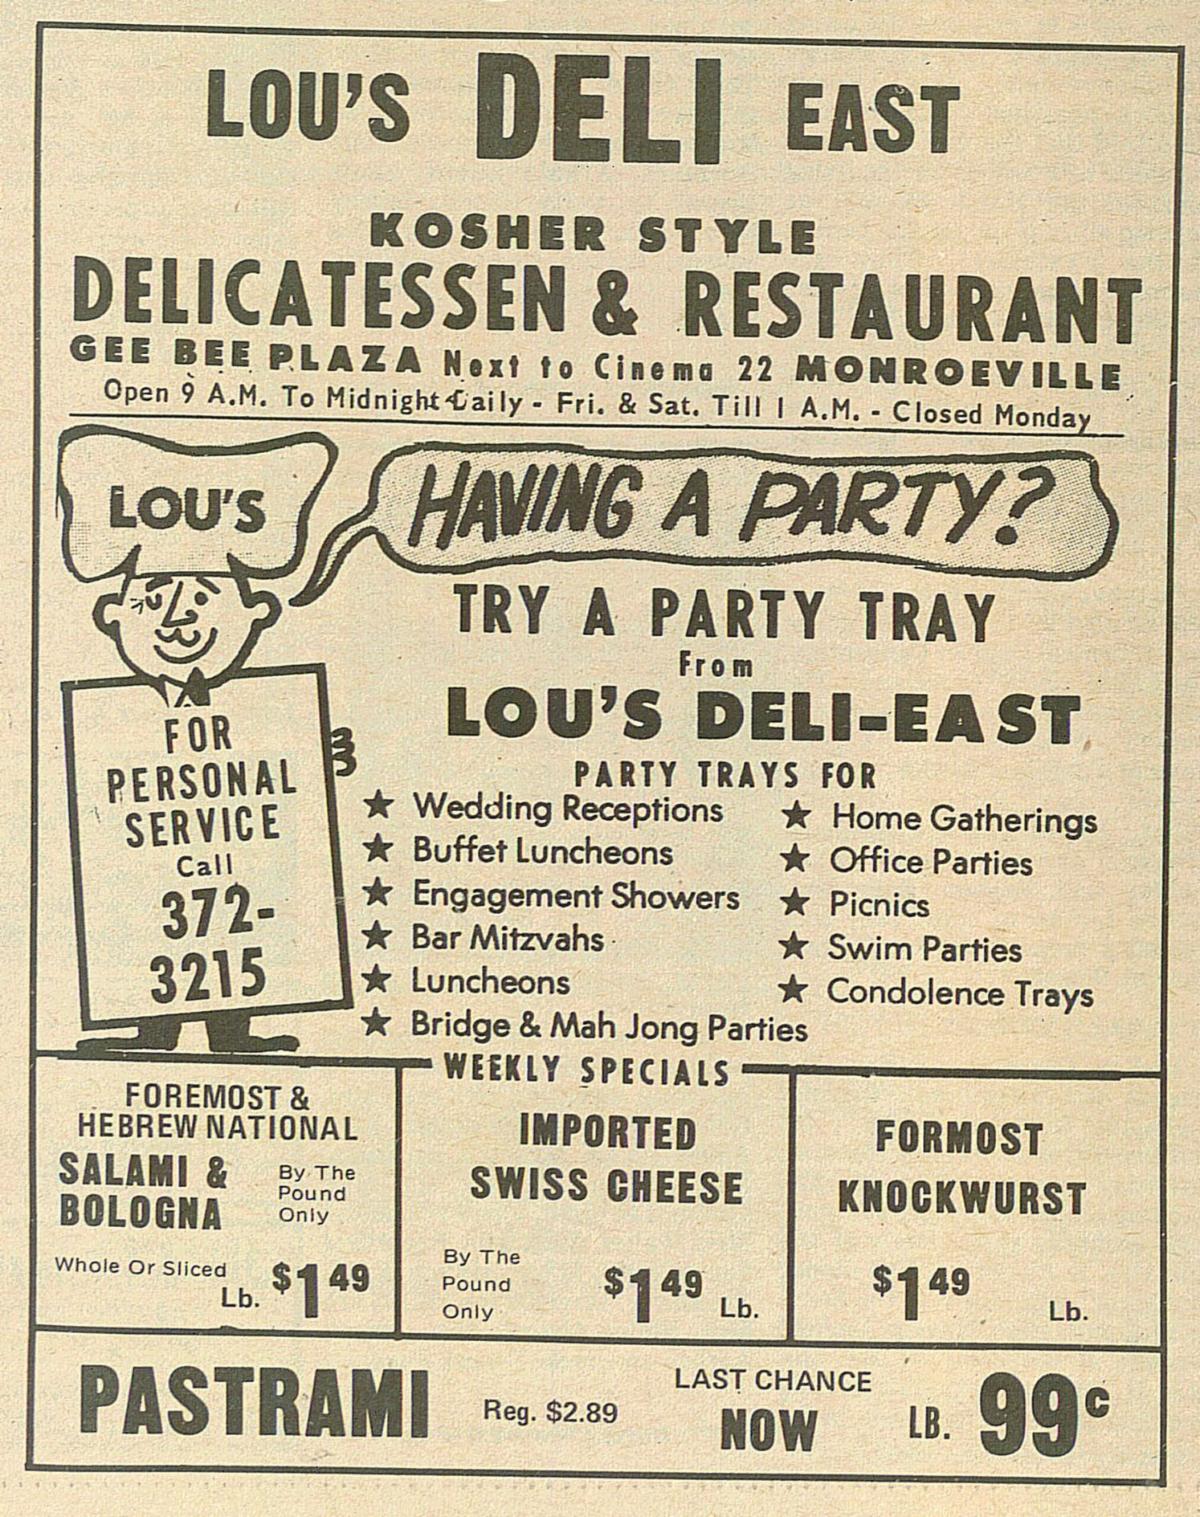 LOU'S DELI EAST
KOSHER STYLE
DELICATESSEN & RESTAURANT
GEE BEE PLAZA Next to Cinema 22 MONROEVILLE
Open 9 A.M. To Midnight Daily - Fri. & Sat. Till 1 A.M. - Closed Monday
LOU'S
HAVING A PARTY?
TRY A PARTY TRAY
From
LOU'S DELI-EAST
FOR
PERSONAL
SERVICE
Call
372-
3215
PARTY TRAYS FOR
★ Wedding Receptions
★ Buffet Luncheons
★ Engagement Showers
★ Bar Mitzvahs
★ Luncheons
★ Bridge & Mah Jong Parties
★ Home Gatherings
★ Office Parties
★ Picnics
★ Swim Parties
★ Condolence Trays
WEEKLY SPECIALS
FOREMOST &
HEBREW NATIONAL
SALAMI &
BOLOGNA
By The
Pound
Only
Whole Or Sliced
Lb. $1 49
IMPORTED
SWISS CHEESE
By The
Pound
Only
$1 49 Lb.
FORMOST
KNOCKWURST
$1 49 Lb.
PASTRAMI
Reg. $2.89
LAST CHANCE
NOW
LB. 99c